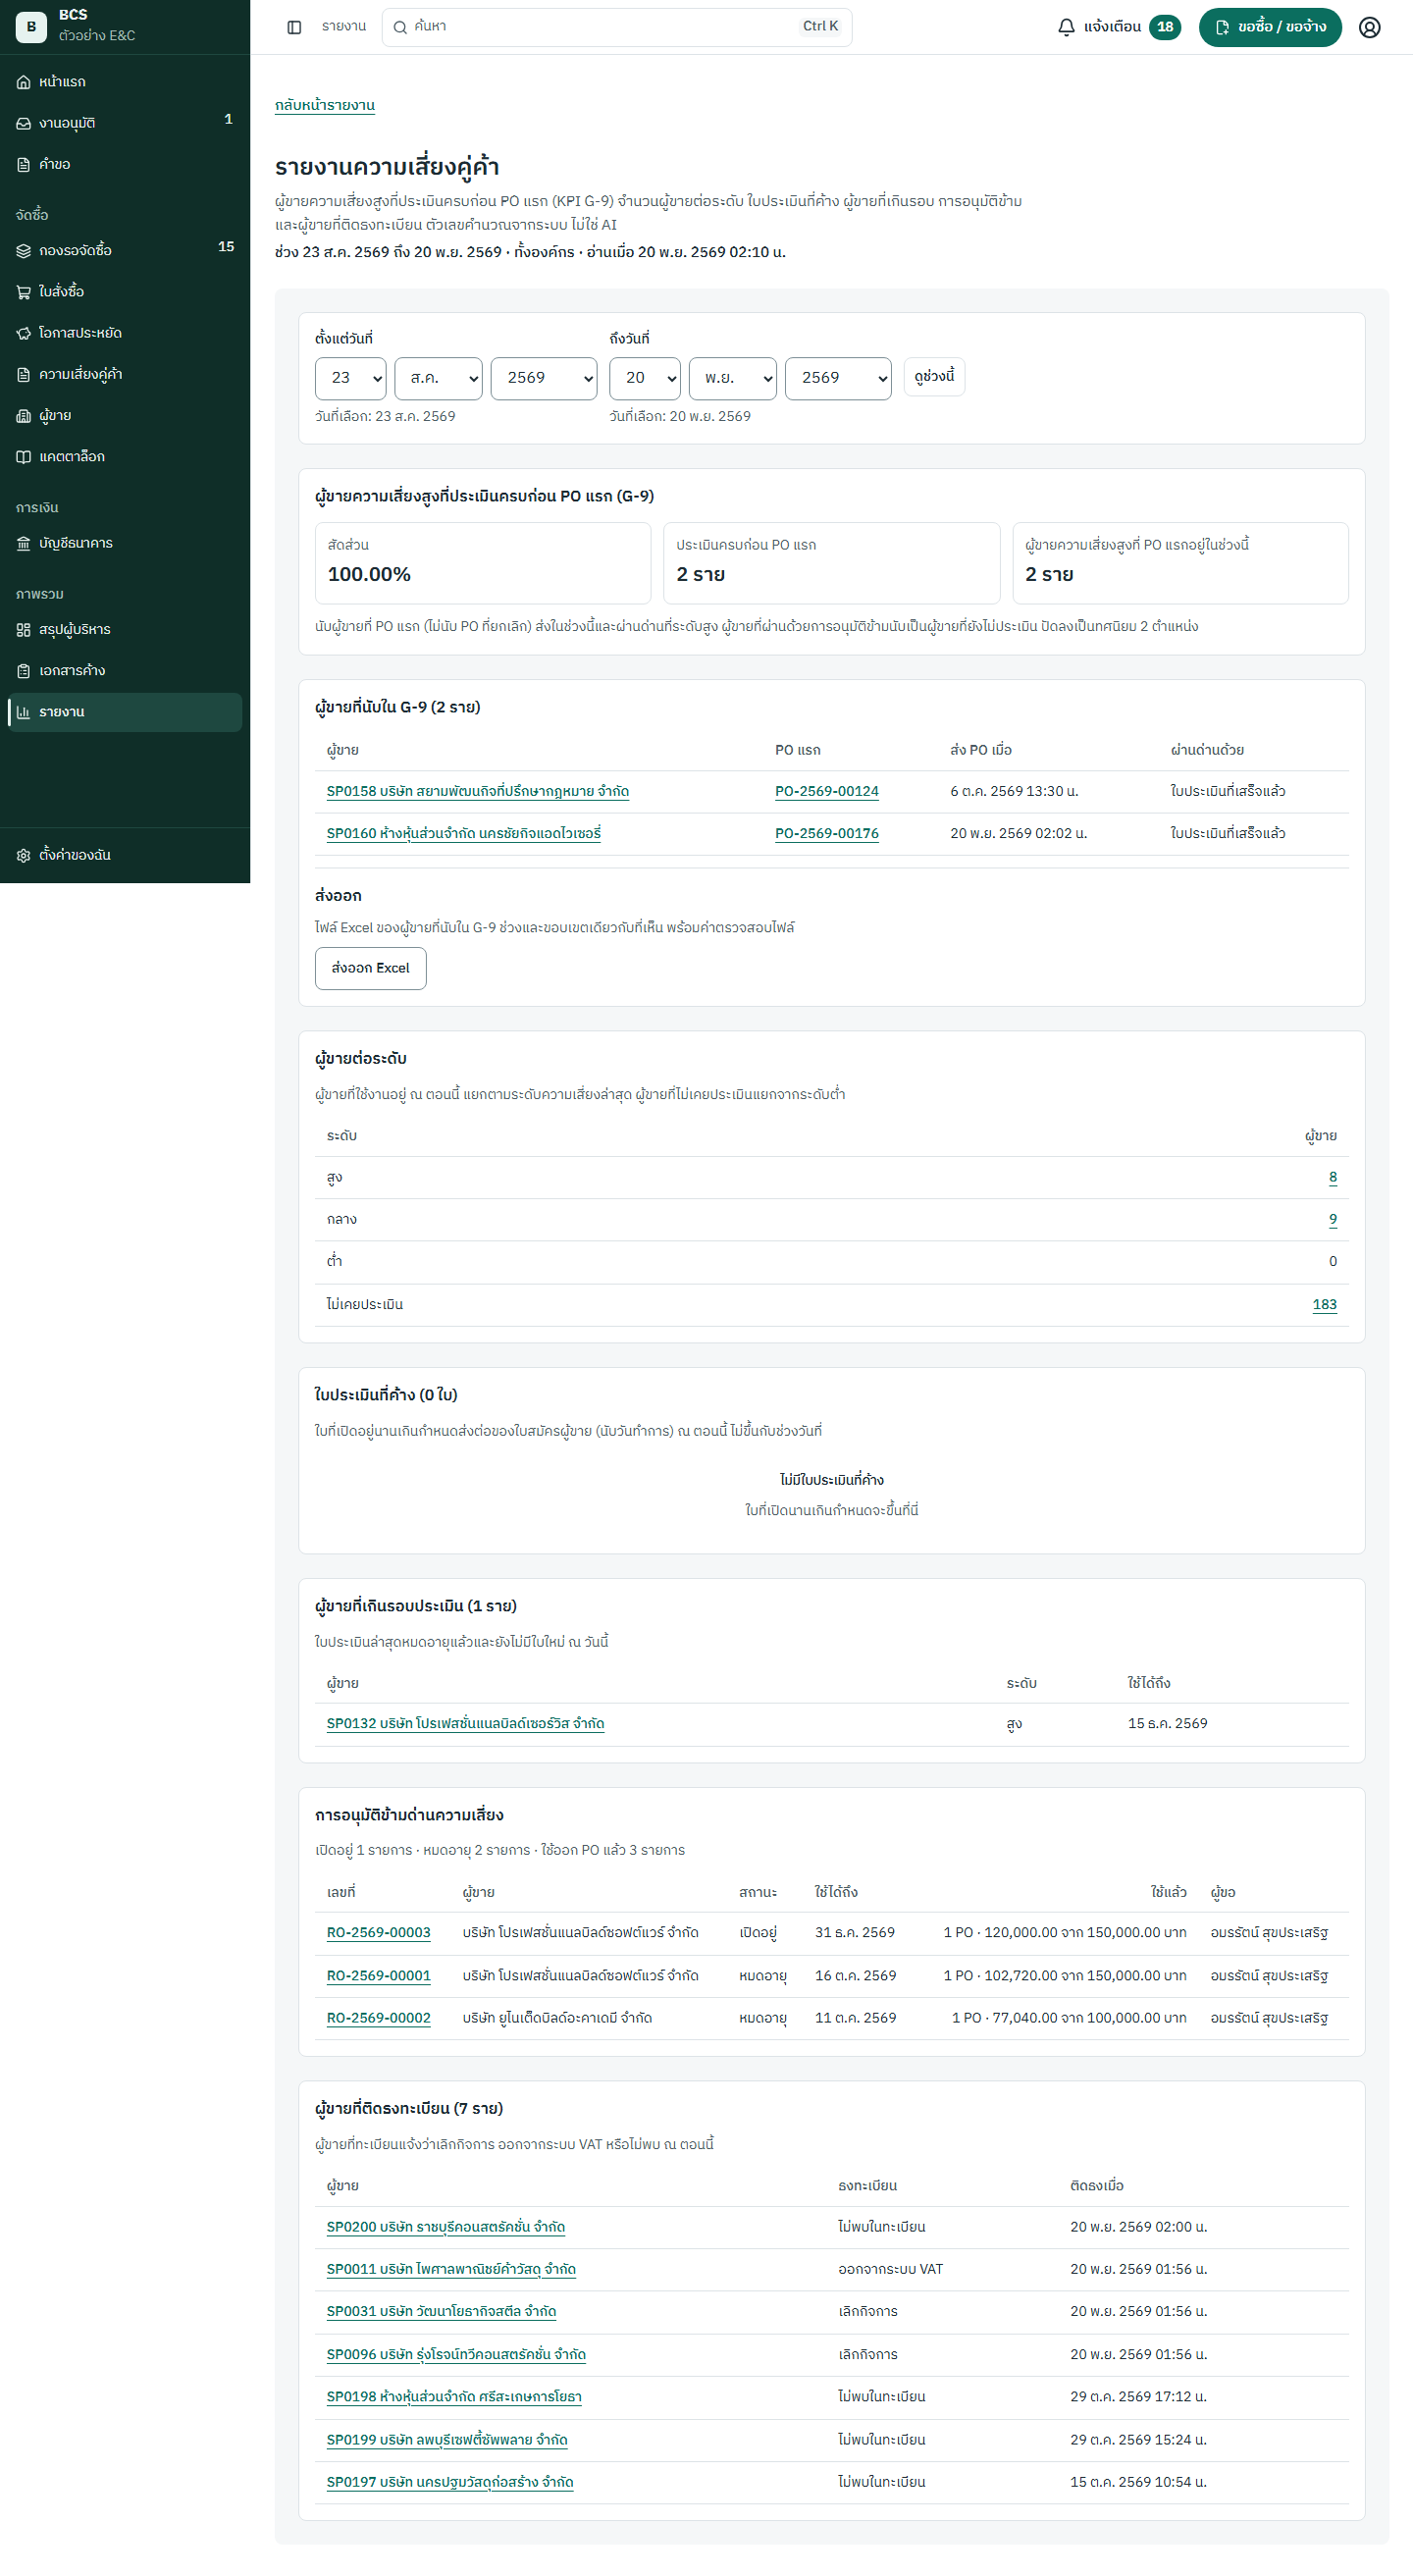 B
BCS
ตัวอย่าง E&C
หน้าแรก
งานอนุมัติ 1
คำขอ
จัดซื้อ
กองรอจัดซื้อ 15
ใบสั่งซื้อ
โอกาสประหยัด
ความเสี่ยงคู่ค้า
ผู้ขาย
แคตตาล็อก
การเงิน
บัญชีธนาคาร
ภาพรวม
สรุปผู้บริหาร
เอกสารค้าง
รายงาน
ตั้งค่าของฉัน
รายงาน ค้นหา Ctrl K แจ้งเตือน 18 ขอซื้อ / ขอจ้าง
กลับหน้ารายงาน
รายงานความเสี่ยงคู่ค้า
ผู้ขายความเสี่ยงสูงที่ประเมินครบก่อน PO แรก (KPI G-9) จำนวนผู้ขายต่อระดับ ใบประเมินที่ค้าง ผู้ขายที่เกินรอบ การอนุมัติข้าม
และผู้ขายที่ติดธงทะเบียน ตัวเลขคำนวณจากระบบ ไม่ใช่ AI
ช่วง 23 ส.ค. 2569 ถึง 20 พ.ย. 2569 · ทั้งองค์กร · อ่านเมื่อ 20 พ.ย. 2569 02:10 น.
ตั้งแต่วันที่ ถึงวันที่
23 ส.ค. 2569 20 พ.ย. 2569 ดูช่วงนี้
วันที่เลือก: 23 ส.ค. 2569 วันที่เลือก: 20 พ.ย. 2569
ผู้ขายความเสี่ยงสูงที่ประเมินครบก่อน PO แรก (G-9)
สัดส่วน ประเมินครบก่อน PO แรก ผู้ขายความเสี่ยงสูงที่ PO แรกอยู่ในช่วงนี้
100.00% 2 ราย 2 ราย
นับผู้ขายที่ PO แรก (ไม่นับ PO ที่ยกเลิก) ส่งในช่วงนี้และผ่านด่านที่ระดับสูง ผู้ขายที่ผ่านด้วยการอนุมัติข้ามนับเป็นผู้ขายที่ยังไม่ประเมิน ปัดลงเป็นทศนิยม 2 ตำแหน่ง
ผู้ขายที่นับใน G-9 (2 ราย)
ผู้ขาย PO แรก ส่ง PO เมื่อ ผ่านด่านด้วย
SP0158 บริษัท สยามพัฒนกิจที่ปรึกษากฎหมาย จำกัด PO-2569-00124 6 ต.ค. 2569 13:30 น. ใบประเมินที่เสร็จแล้ว
SP0160 ห้างหุ้นส่วนจำกัด นครชัยกิจแอดไวเซอรี่ PO-2569-00176 20 พ.ย. 2569 02:02 น. ใบประเมินที่เสร็จแล้ว
ส่งออก
ไฟล์ Excel ของผู้ขายที่นับใน G-9 ช่วงและขอบเขตเดียวกับที่เห็น พร้อมค่าตรวจสอบไฟล์
ส่งออก Excel
ผู้ขายต่อระดับ
ผู้ขายที่ใช้งานอยู่ ณ ตอนนี้ แยกตามระดับความเสี่ยงล่าสุด ผู้ขายที่ไม่เคยประเมินแยกจากระดับต่ำ
ระดับ ผู้ขาย
สูง 8
กลาง 9
ต่ำ 0
ไม่เคยประเมิน 183
ใบประเมินที่ค้าง (0 ใบ)
ใบที่เปิดอยู่นานเกินกำหนดส่งต่อของใบสมัครผู้ขาย (นับวันทำการ) ณ ตอนนี้ ไม่ขึ้นกับช่วงวันที่
ไม่มีใบประเมินที่ค้าง
ใบที่เปิดนานเกินกำหนดจะขึ้นที่นี่
ผู้ขายที่เกินรอบประเมิน (1 ราย)
ใบประเมินล่าสุดหมดอายุแล้วและยังไม่มีใบใหม่ ณ วันนี้
ผู้ขาย ระดับ ใช้ได้ถึง
SP0132 บริษัท โปรเฟสชั่นแนลบิลด์เซอร์วิส จำกัด สูง 15 ธ.ค. 2569
การอนุมัติข้ามด่านความเสี่ยง
เปิดอยู่ 1 รายการ · หมดอายุ 2 รายการ · ใช้ออก PO แล้ว 3 รายการ
เลขที่ ผู้ขาย สถานะ ใช้ได้ถึง ใช้แล้ว ผู้ขอ
RO-2569-00003 บริษัท โปรเฟสชั่นแนลบิลด์ซอฟต์แวร์ จำกัด เปิดอยู่ 31 ธ.ค. 2569 1 PO · 120,000.00 จาก 150,000.00 บาท อมรรัตน์ สุขประเสริฐ
RO-2569-00001 บริษัท โปรเฟสชั่นแนลบิลด์ซอฟต์แวร์ จำกัด หมดอายุ 16 ต.ค. 2569 1 PO · 102,720.00 จาก 150,000.00 บาท อมรรัตน์ สุขประเสริฐ
RO-2569-00002 บริษัท ยูไนเต็ดบิลด์อะคาเดมี จำกัด หมดอายุ 11 ต.ค. 2569 1 PO · 77,040.00 จาก 100,000.00 บาท อมรรัตน์ สุขประเสริฐ
ผู้ขายที่ติดธงทะเบียน (7 ราย)
ผู้ขายที่ทะเบียนแจ้งว่าเลิกกิจการ ออกจากระบบ VAT หรือไม่พบ ณ ตอนนี้
ผู้ขาย ธงทะเบียน ติดธงเมื่อ
SP0200 บริษัท ราชบุรีคอนสตรัคชั่น จำกัด ไม่พบในทะเบียน 20 พ.ย. 2569 02:00 น.
SP0011 บริษัท ไพศาลพาณิชย์ค้าวัสดุ จำกัด ออกจากระบบ VAT 20 พ.ย. 2569 01:56 น.
SP0031 บริษัท วัฒนาโยธากิจสตีล จำกัด เลิกกิจการ 20 พ.ย. 2569 01:56 น.
SP0096 บริษัท รุ่งโรจน์ทวีคอนสตรัคชั่น จำกัด เลิกกิจการ 20 พ.ย. 2569 01:56 น.
SP0198 ห้างหุ้นส่วนจำกัด ศรีสะเกษการโยธา ไม่พบในทะเบียน 29 ต.ค. 2569 17:12 น.
SP0199 บริษัท ลพบุรีเซฟตี้ซัพพลาย จำกัด ไม่พบในทะเบียน 29 ต.ค. 2569 15:24 น.
SP0197 บริษัท นครปฐมวัสดุก่อสร้าง จำกัด ไม่พบในทะเบียน 15 ต.ค. 2569 10:54 น.